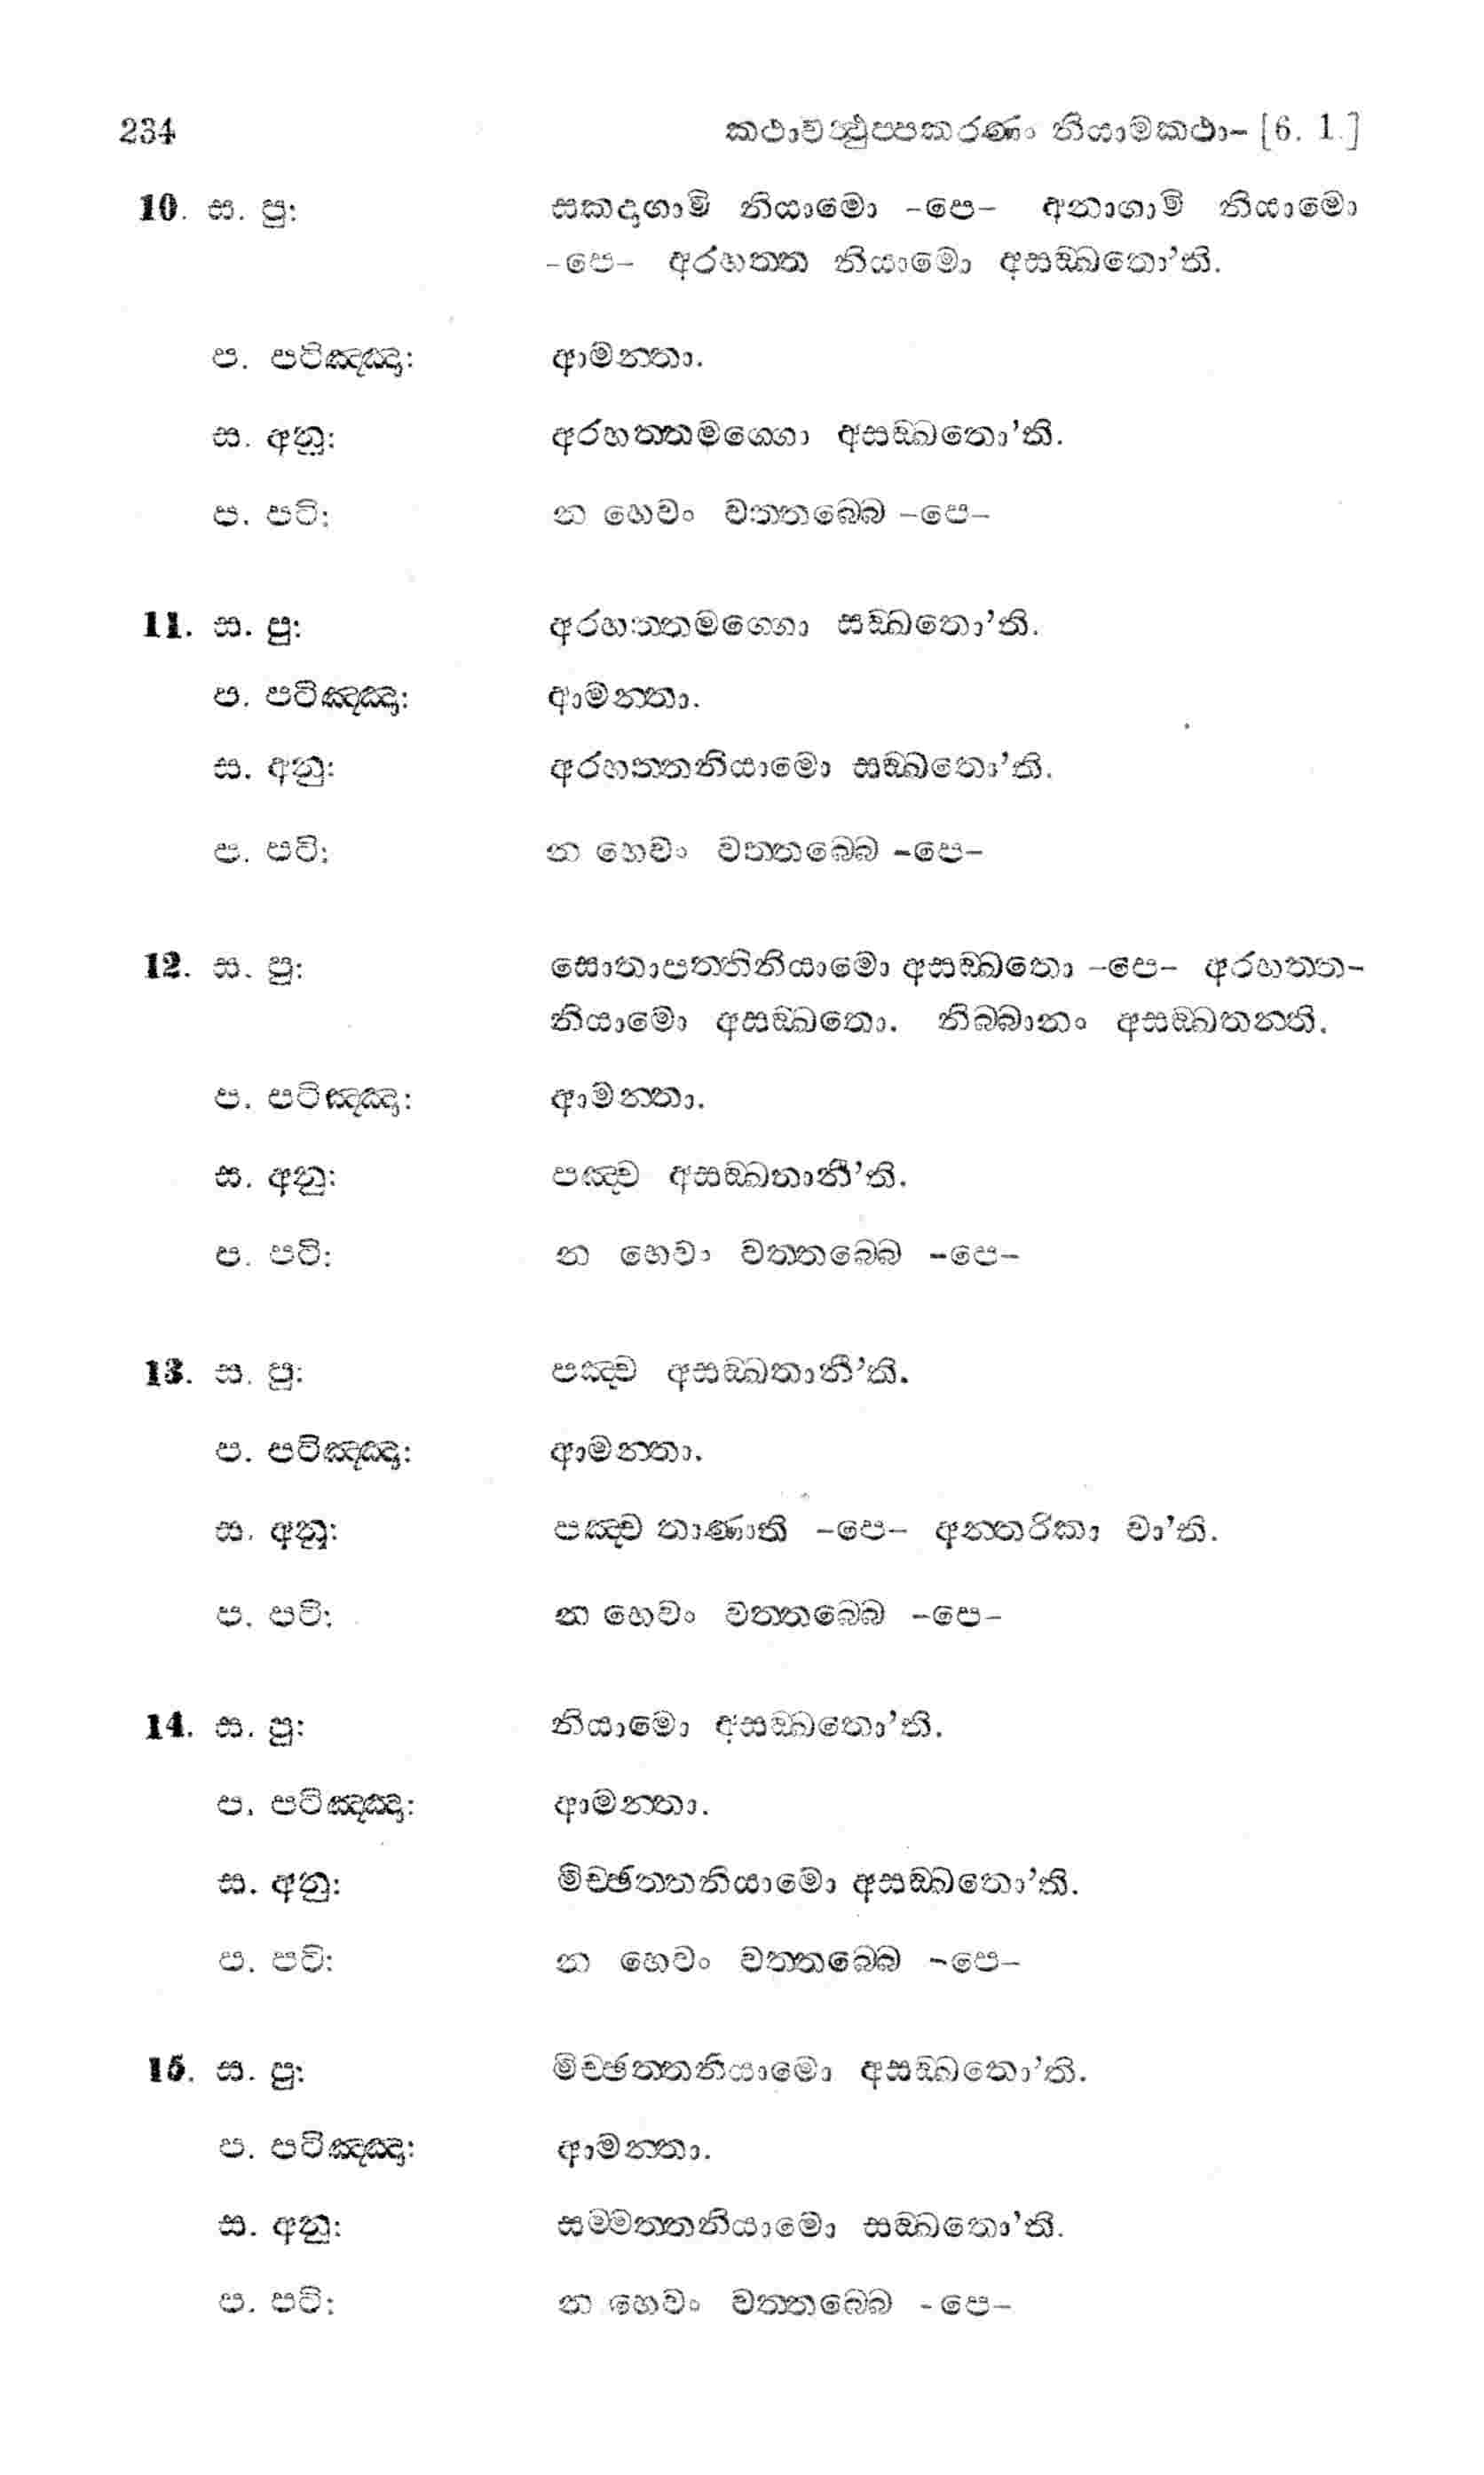 234 කථාවත්ථුප්පකරණං නියාමකථා- [6. 1.]
10. ස. පු: සකදාගාමි නියාමො -පෙ- අනාගාමි නියාමො
-පෙ- අරහත්ත නියාමො අසඞ්ඛතො’ති.
ප. පටිඤ්ඤා: ආමන්තා.
ස. අනු: අරහත්තමග්ගො අසඞ්ඛතො’ති.
ප. පටි: න හෙවං වත්තබ්බෙ -පෙ-
11. ස. පු: අරහත්තමග්ගො සඞ්ඛතො’ති.
ප. පටිඤ්ඤා: ආමන්තා.
ස. අනු: අරහත්තනියාමො සඞ්ඛතො’ති.
ප. පටි: න හෙවං වත්තබ්බෙ -පෙ-
12. ස. පු: සොතාපත්තිනියාමො අසඞ්ඛතො -පෙ- අරහත්ත-
නියාමො අසඞ්ඛතො. නිබ්බානං අසඞ්ඛතන්ති.
ප. පටිඤ්ඤා: ආමන්තා.
ස. අනු: පඤ්ච අසඞ්ඛතානී’ති.
ප. පටි: න හෙවං වත්තබ්බෙ -පෙ-
13. ස. පු: පඤ්ච අසඞ්ඛතානී’ති.
ප. පටිඤ්ඤා: ආමන්තා.
ස. අනු: පඤ්ච තාණානි -පෙ- අන්තරිකා චා’ති.
ප. පටි: න හෙවං වත්තබ්බෙ -පෙ-
14. ස. පු: නියාමො අසඞ්ඛතො’ති.
ප. පටිඤ්ඤා: ආමන්තා.
ස. අනු: මිච්ඡත්තනියාමො අසඞ්ඛතො’ති.
ප. පටි: න හෙවං වත්තබ්බෙ -පෙ-
15. ස. පු: මිච්ඡත්තනියාමො අසඞ්ඛතො’ති.
ප. පටිඤ්ඤා: ආමන්තා.
ස. අනු: සම්මත්තනියාමො සඞ්ඛතො’ති.
ප. පටි: න හෙවං වත්තබ්බෙ -පෙ-